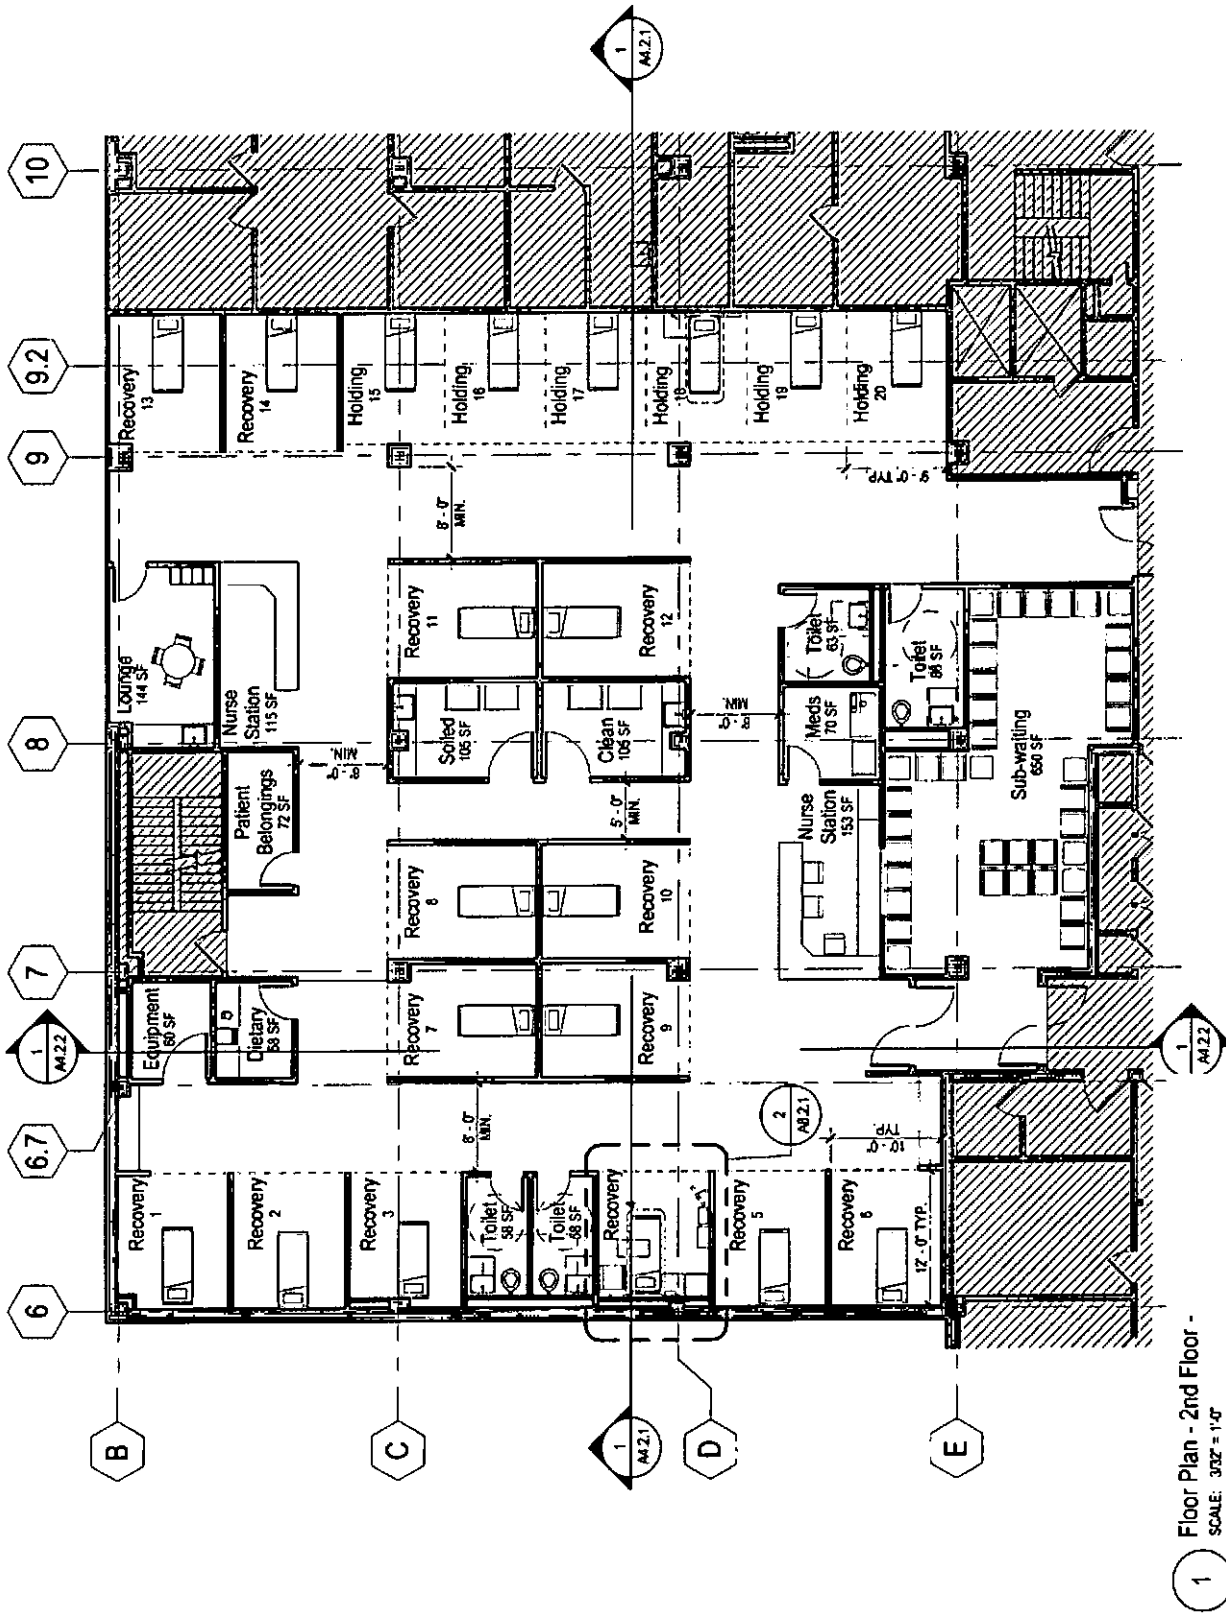 10
9.2
9
8
7
6.7
6
B
C
D
E
1
A4.2.1
1
A4.2.1
1
A4.2.2
1
A4.2.2
2
A8.2.1
Recovery
13
Recovery
14
Holding
15
Holding
16
Holding
17
Holding
18
Holding
19
Holding
20
9'-0" TYP.
8'-0"
MIN.
Lounge
144 SF
Nurse
Station
115 SF
Recovery
11
Recovery
12
Soiled
105 SF
Clean
105 SF
8'-0"
MIN.
8'-0"
MIN.
Toilet
63 SF
Meds
70 SF
Toilet
86 SF
Sub-waiting
650 SF
Patient
Belongings
72 SF
5'-0"
MIN.
Nurse
Station
153 SF
Recovery
8
Recovery
10
Equipment
60 SF
Dietary
58 SF
Recovery
7
Recovery
9
8'-0"
MIN.
10'-0"
TYP.
12'-0" TYP.
Recovery
1
Recovery
2
Recovery
3
Toilet
58 SF
Toilet
58 SF
Recovery
4
Recovery
5
Recovery
6
1
Floor Plan - 2nd Floor -
SCALE: 3/32" = 1'-0"